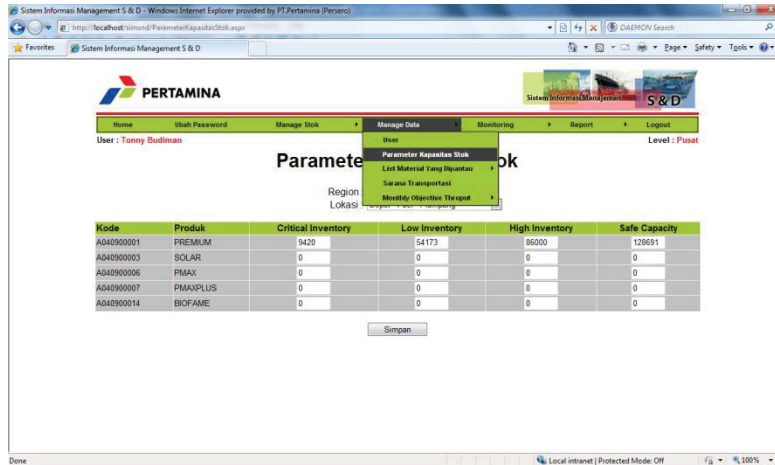 Sistem Informasi Management S & D - Windows Internet Explorer provided by PT.Pertamina (Persero)
http://localhost/simsnd/ParameterKapasitasStok.aspx
DAEMON Search
Favorites Sistem Informasi Management S & D Page Safety Tools
PERTAMINA
Sistem Informasi Manajemen S & D
Home Ubah Password Manage Stok Manage Data Monitoring Report Logout
User : Tonny Budiman Level : Pusat
User
Parameter Kapasitas Stok
List Material Yang Dipantau
Sarana Transportasi
Monthly Objective Thruput
Paramete ok
Region
Lokasi
Kode Produk Critical Inventory Low Inventory High Inventory Safe Capacity
A040900001 PREMIUM 9420 54173 86000 128691
A040900003 SOLAR 0 0 0 0
A040900006 PMAX 0 0 0 0
A040900007 PMAXPLUS 0 0 0 0
A040900014 BIOFAME 0 0 0 0
Simpan
Done Local intranet | Protected Mode: Off 100%